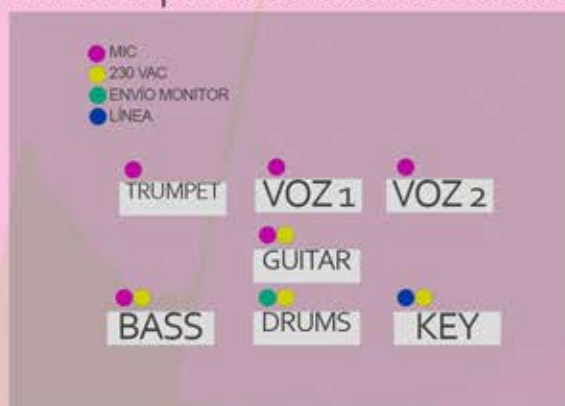 MIC
230 VAC
ENVÍO MONITOR
LÍNEA
TRUMPET VOZ 1 VOZ 2
GUITAR
BASS DRUMS KEY